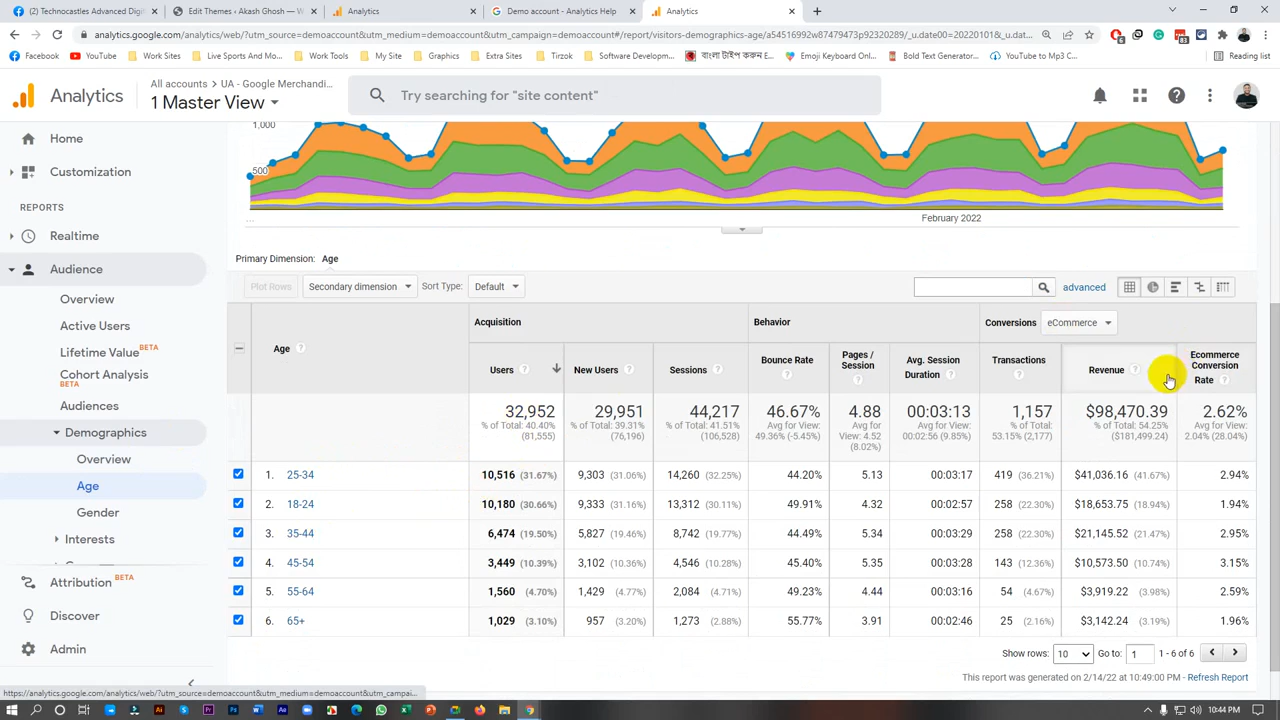 (2) Technocastles Advanced Digi
Edit Themes ‹ Akash Ghosh — W
Analytics
Demo account - Analytics Help
Analytics
analytics.google.com/analytics/web/?utm_source=demoaccount&utm_medium=demoaccount&utm_campaign=demoaccount#/report/visitors-demographics-age/a54516992w87479473p92320289/_u.date00=20220101&_u.dat...
Facebook
YouTube
Work Sites
Live Sports And Mo...
Work Tools
My Site
Graphics
Extra Sites
Tirzok
Software Developm...
বাংলা টাইপ করুন E...
Emoji Keyboard Onli...
Bold Text Generator...
YouTube to Mp3 C...
Reading list
Analytics
All accounts > UA - Google Merchandi...
1 Master View
Try searching for "site content"
Home
Customization
REPORTS
Realtime
Audience
Overview
Active Users
Lifetime Value BETA
Cohort Analysis
BETA
Audiences
Demographics
Overview
Age
Gender
Interests
Attribution BETA
Discover
Admin
1,000
500
...
February 2022
Primary Dimension: Age
Plot Rows
Secondary dimension
Sort Type: Default
advanced
Age
Acquisition
Behavior
Conversions eCommerce
Users
New Users
Sessions
Bounce Rate
Pages /
Session
Avg. Session
Duration
Transactions
Revenue
Ecommerce
Conversion
Rate
32,952
% of Total:
40.40%
(81,555)
29,951
% of Total:
39.31%
(76,196)
44,217
% of Total:
41.51%
(106,528)
46.67%
Avg for View:
49.36% (-5.45%)
4.88
Avg for
View: 4.52
(8.02%)
00:03:13
Avg for View:
00:02:56 (9.85%)
1,157
% of Total:
53.15% (2,177)
$98,470.39
% of Total: 54.25%
($181,499.24)
2.62%
Avg for View:
2.04% (28.04%)
1. 25-34 10,516 (31.67%) 9,303 (31.06%) 14,260 (32.25%) 44.20% 5.13 00:03:17 419 (36.21%) $41,036.16 (41.67%) 2.94%
2. 18-24 10,180 (30.66%) 9,333 (31.16%) 13,312 (30.11%) 49.91% 4.32 00:02:57 258 (22.30%) $18,653.75 (18.94%) 1.94%
3. 35-44 6,474 (19.50%) 5,827 (19.46%) 8,742 (19.77%) 44.49% 5.34 00:03:29 258 (22.30%) $21,145.52 (21.47%) 2.95%
4. 45-54 3,449 (10.39%) 3,102 (10.36%) 4,546 (10.28%) 45.40% 5.35 00:03:28 143 (12.36%) $10,573.50 (10.74%) 3.15%
5. 55-64 1,560 (4.70%) 1,429 (4.77%) 2,084 (4.71%) 49.23% 4.44 00:03:16 54 (4.67%) $3,919.22 (3.98%) 2.59%
6. 65+ 1,029 (3.10%) 957 (3.20%) 1,273 (2.88%) 55.77% 3.91 00:02:46 25 (2.16%) $3,142.24 (3.19%) 1.96%
Show rows: 10 Go to: 1 1 - 6 of 6
This report was generated on 2/14/22 at 10:49:00 PM - Refresh Report
https://analytics.google.com/analytics/web/?utm_source=demoaccount&utm_medium=demoaccount&utm_campai...
10:44 PM